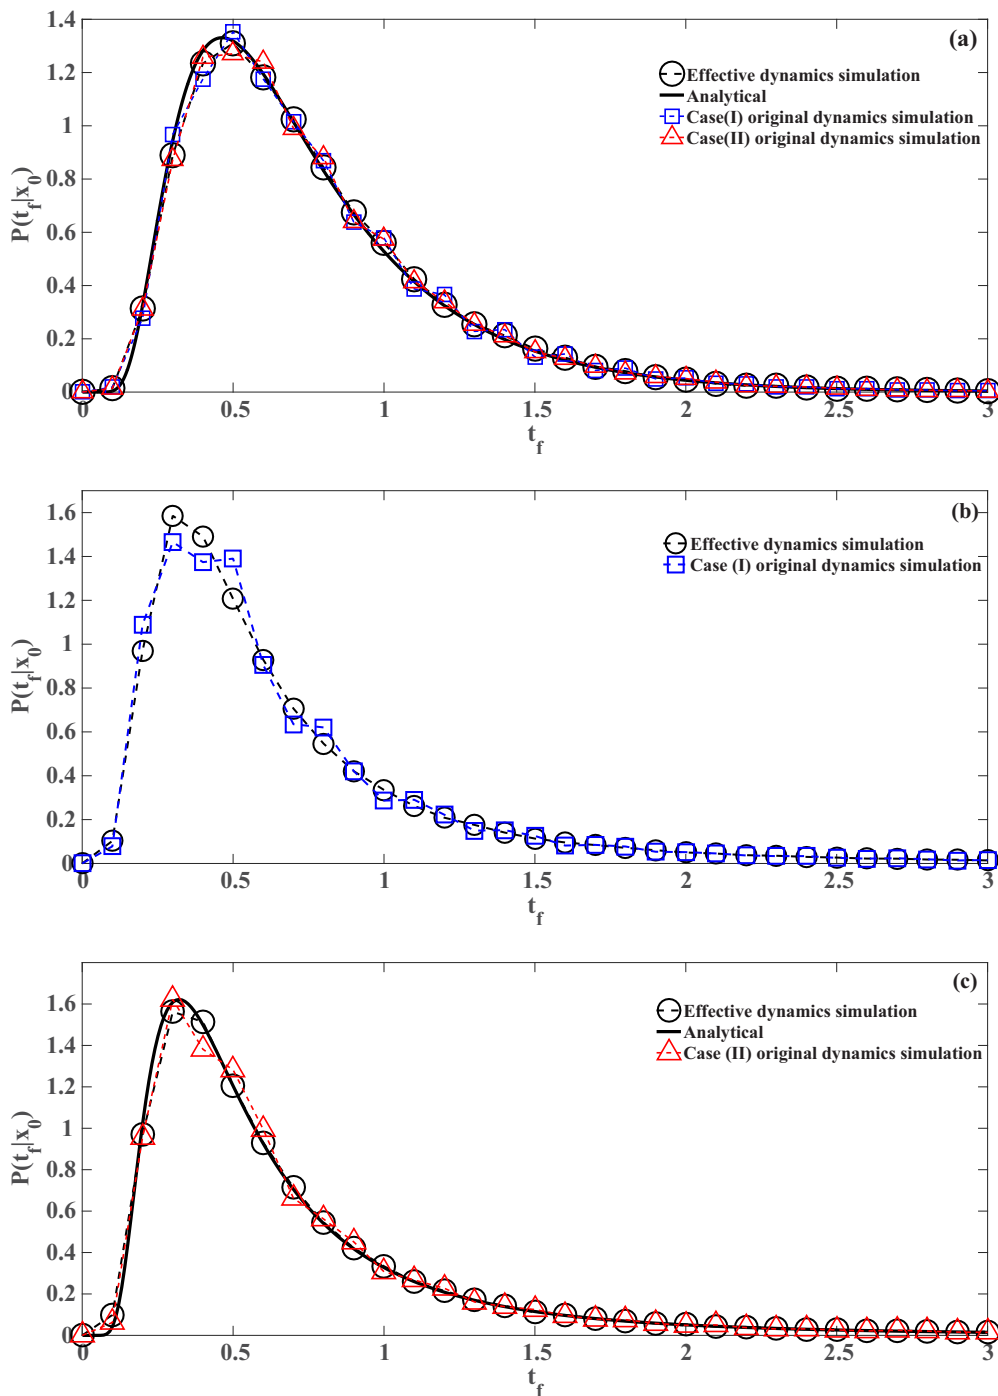 1.4
(a)
1.2
Effective dynamics simulation
Analytical
Case(I) original dynamics simulation
Case(II) original dynamics simulation
1
0.8
P(t_f|x_0)
0.6
0.4
0.2
0
0 0.5 1 1.5 2 2.5 3
t_f
(b)
1.6
Effective dynamics simulation
Case (I) original dynamics simulation
1.4
1.2
1
0.8
P(t_f|x_0)
0.6
0.4
0.2
0
0 0.5 1 1.5 2 2.5 3
t_f
(c)
1.6
Effective dynamics simulation
Analytical
Case (II) original dynamics simulation
1.4
1.2
1
0.8
P(t_f|x_0)
0.6
0.4
0.2
0
0 0.5 1 1.5 2 2.5 3
t_f